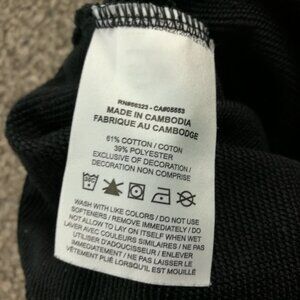 RN#56323 - CA#05553
MADE IN CAMBODIA
FABRIQUE AU CAMBODGE
61% COTTON / COTON
39% POLYESTER
EXCLUSIVE OF DECORATION /
DECORATION NON COMPRISE
WASH WITH LIKE COLORS / DO NOT USE
SOFTENERS / REMOVE IMMEDIATELY / DO
NOT ALLOW TO LAY ON ITSELF WHEN WET
LAVER AVEC COULEURS SIMILAIRES / NE PAS
UTILISER D'ADOUCISSEUR / ENLEVER
IMMÉDIATEMENT / NE PAS LAISSER LE
VÊTEMENT PLIÉ LORSQU'IL EST MOUILLÉ